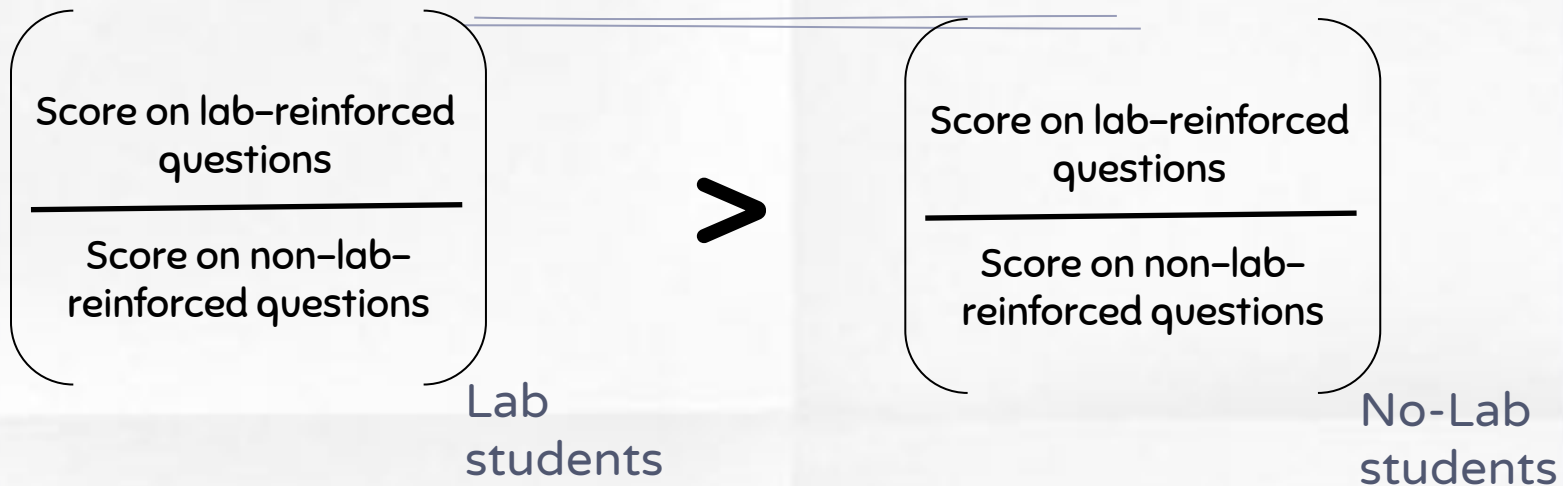 Score on lab-reinforced
questions
Score on non-lab-
reinforced questions
Lab
students
>
Score on lab-reinforced
questions
Score on non-lab-
reinforced questions
No-Lab
students